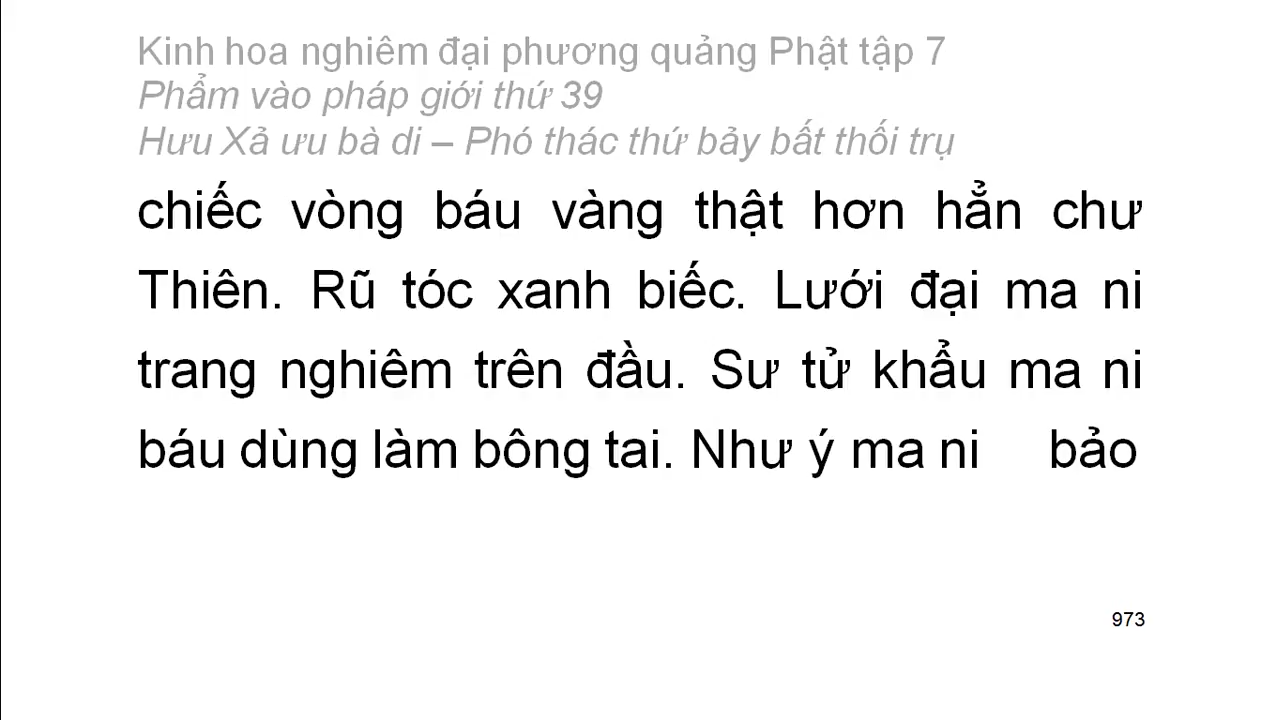 Kinh hoa nghiêm đại phương quảng Phật tập 7
Phẩm vào pháp giới thứ 39
Hưu Xả ưu bà di – Phó thác thứ bảy bất thối trụ
chiếc vòng báu vàng thật hơn hẳn chư
Thiên. Rũ tóc xanh biếc. Lưới đại ma ni
trang nghiêm trên đầu. Sư tử khẩu ma ni
báu dùng làm bông tai. Như ý ma ni bảo
973